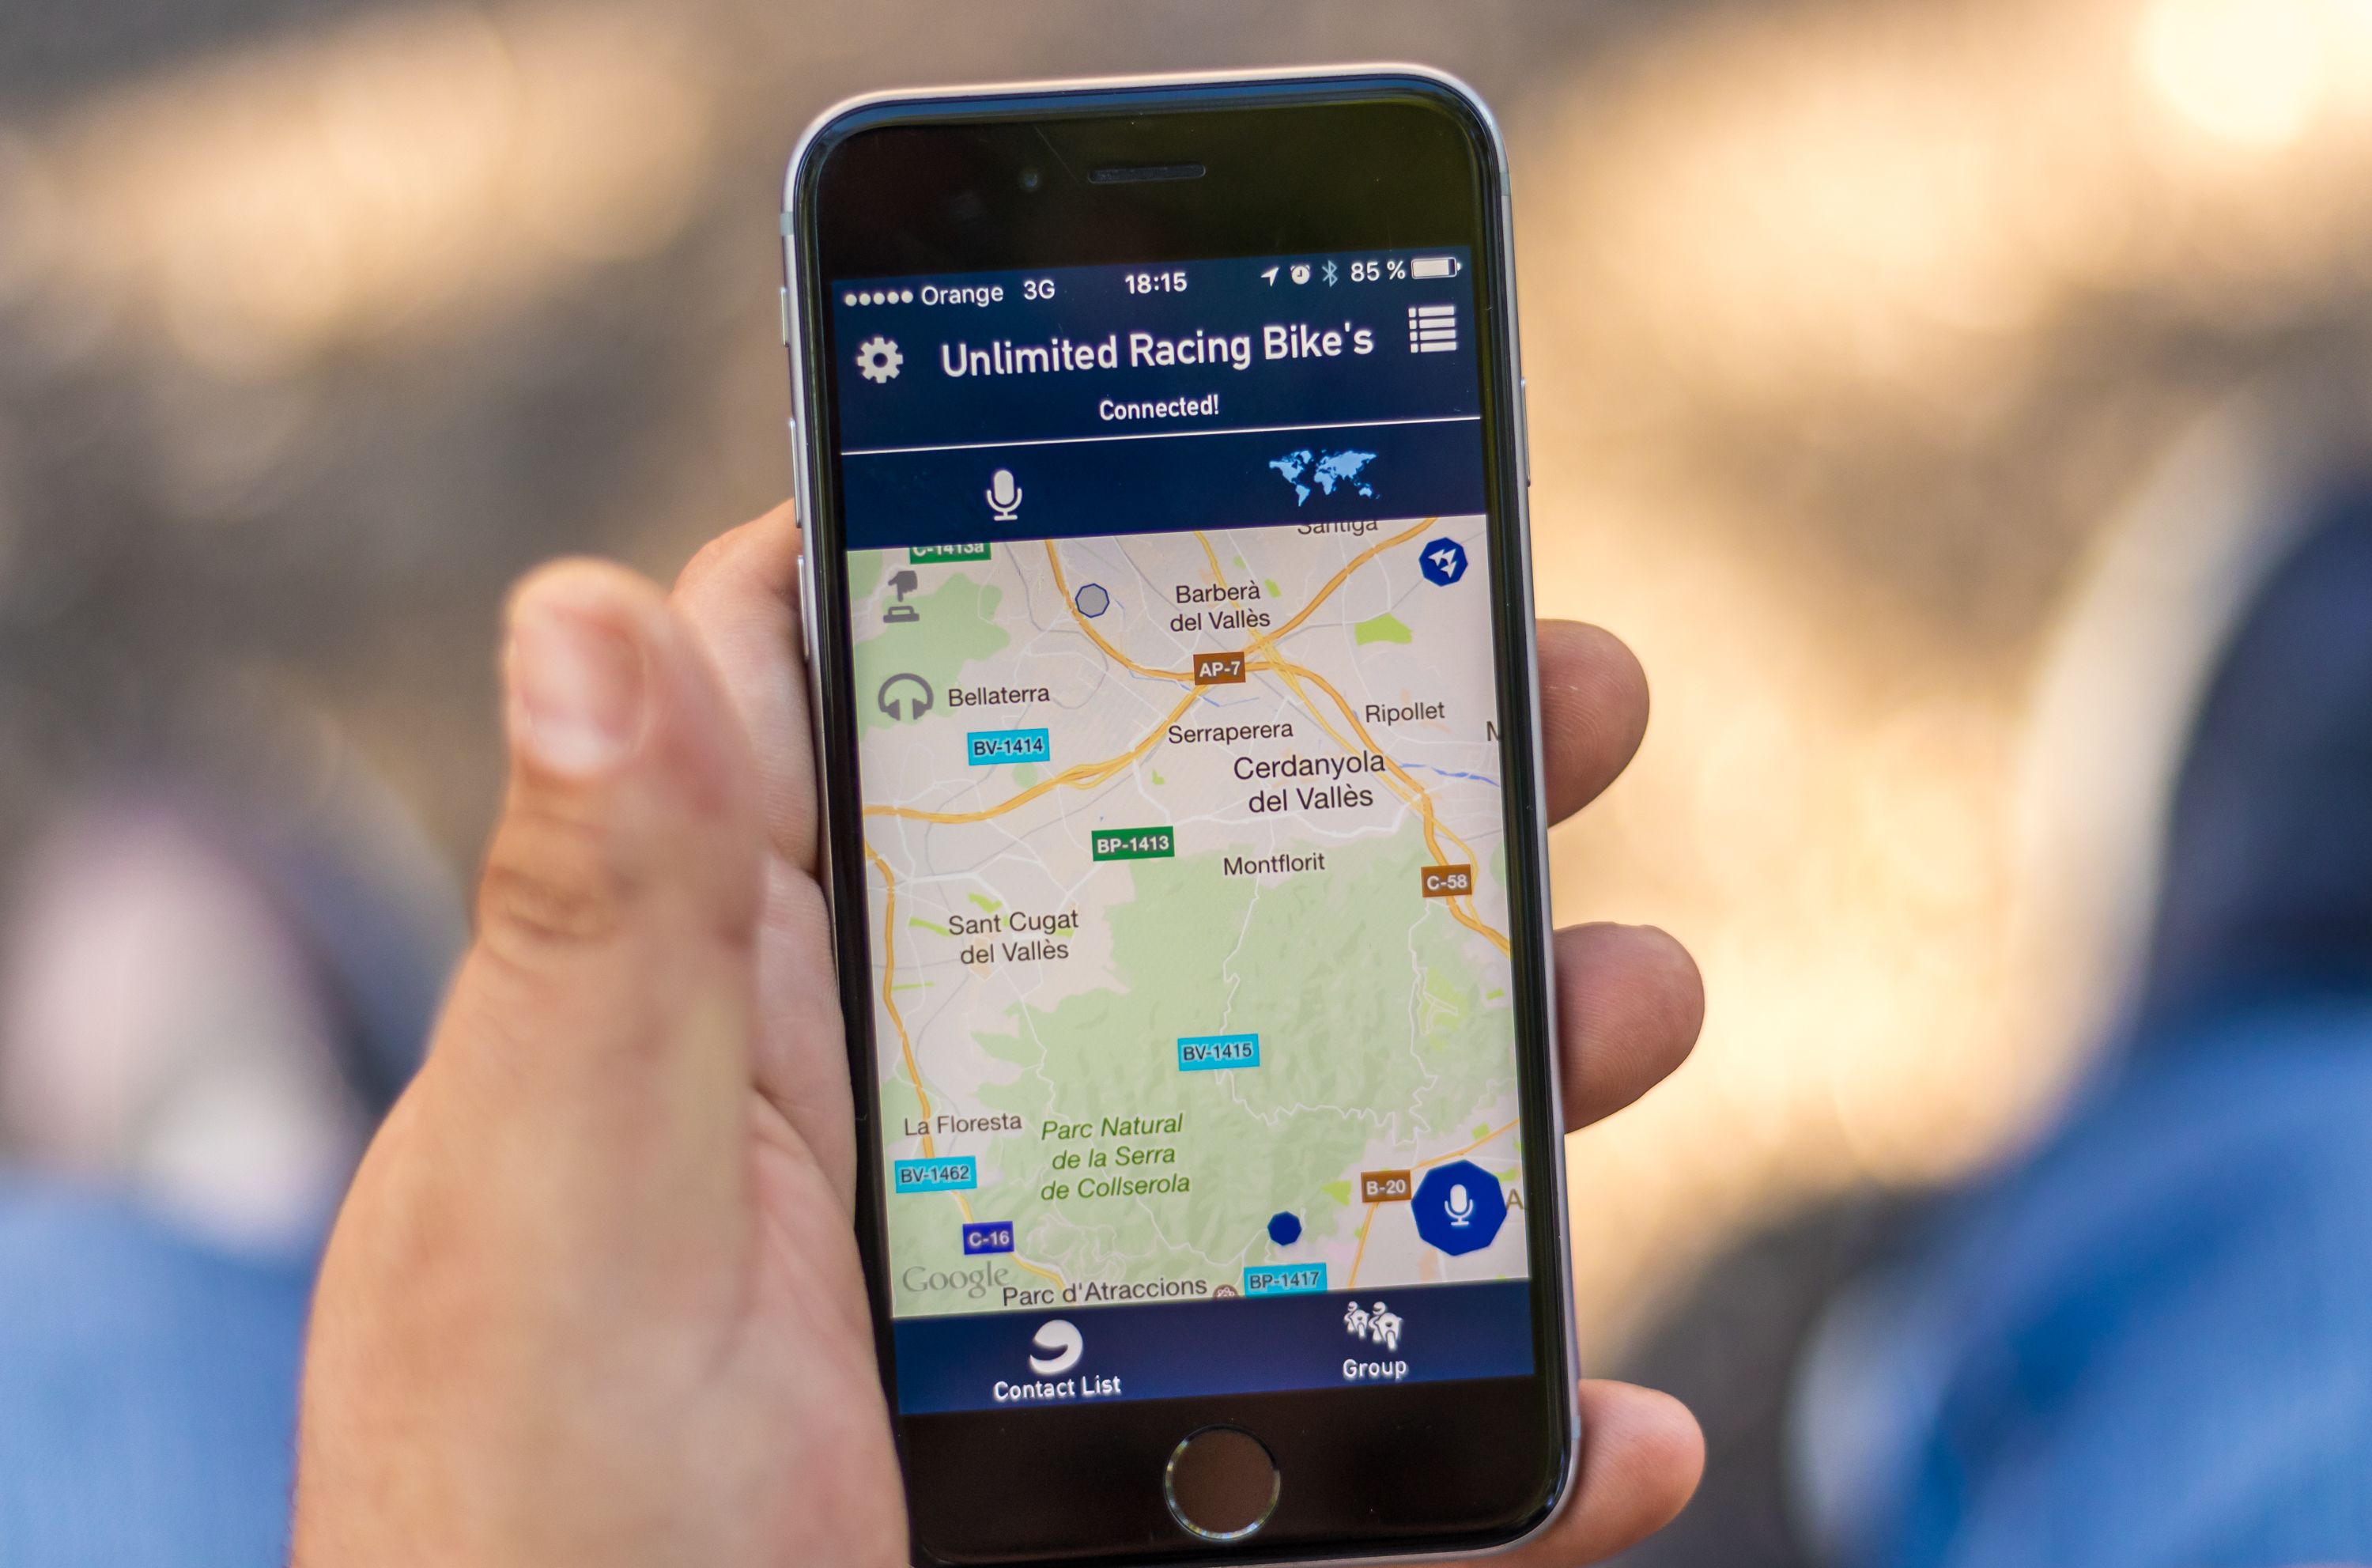 Orange 3G 18:15 85 %
Unlimited Racing Bike's
Connected!
Santiga
C-1413a
Barberà
del Vallès
AP-7
Bellaterra
Ripollet
BV-1414
Serraperera
Cerdanyola
del Vallès
BP-1413
Montflorit
C-58
Sant Cugat
del Vallès
BV-1415
La Floresta
Parc Natural
de la Serra
de Collserola
BV-1462
B-20
C-16
Google
Parc d'Atraccions
BP-1417
Contact List
Group